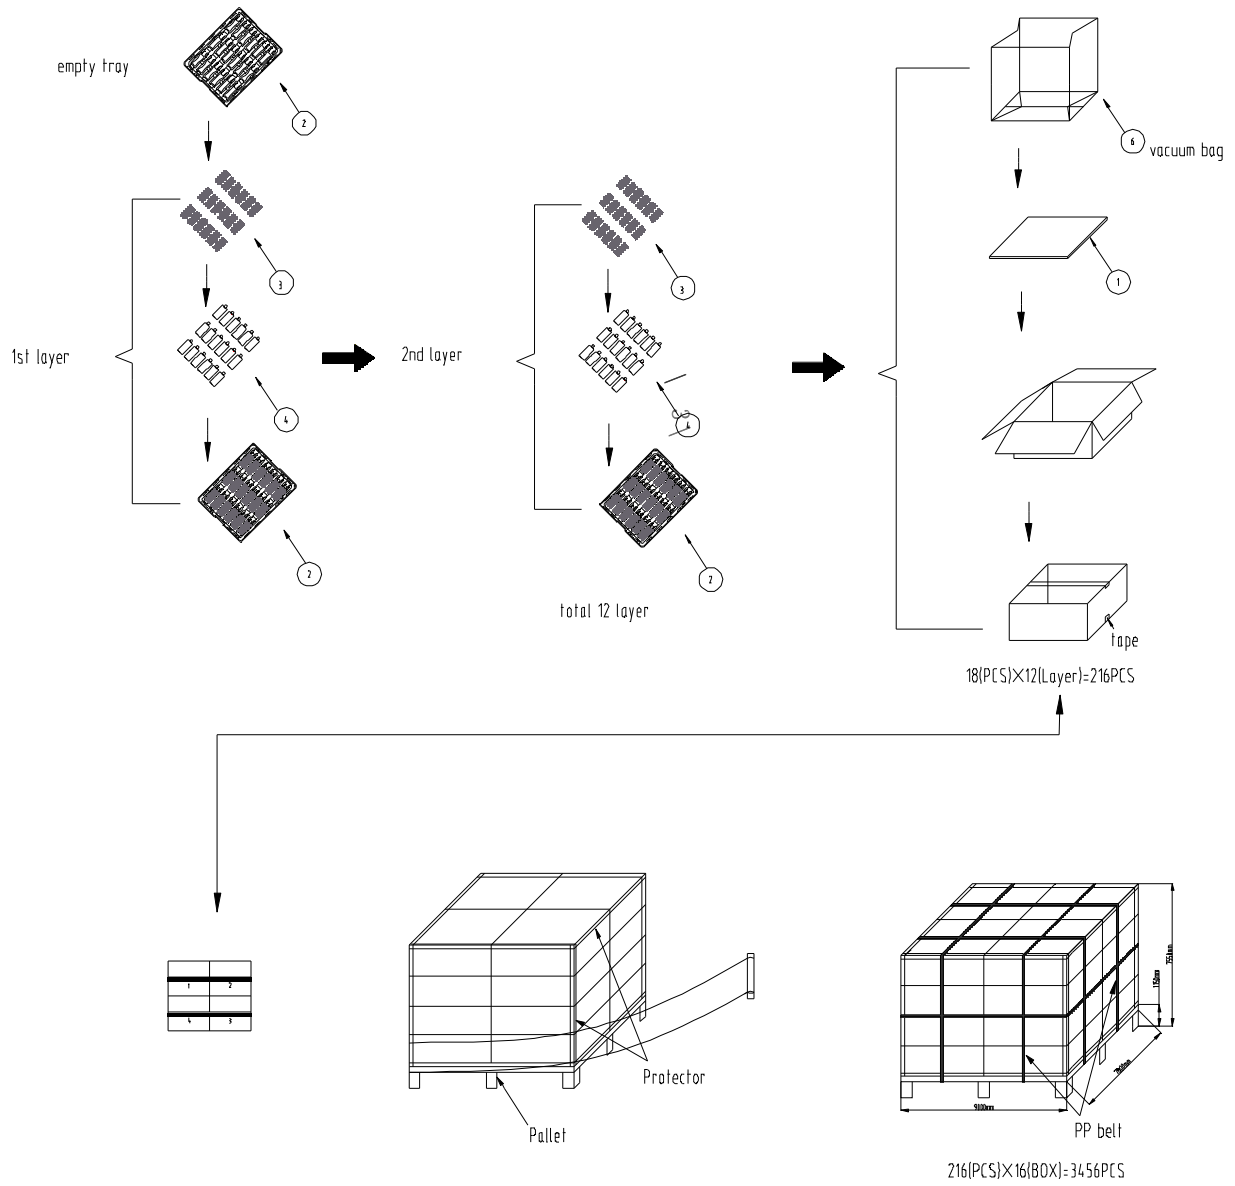 empty tray
2
6
vacuum bag
3
3
1
1st layer
2nd layer
4
2
2
total 12 layer
tape
18(PCS)X12(Layer)=216PCS
1 2
4 3
Protector
Pallet
PP belt
216(PCS)X16(BOX)=3456PCS